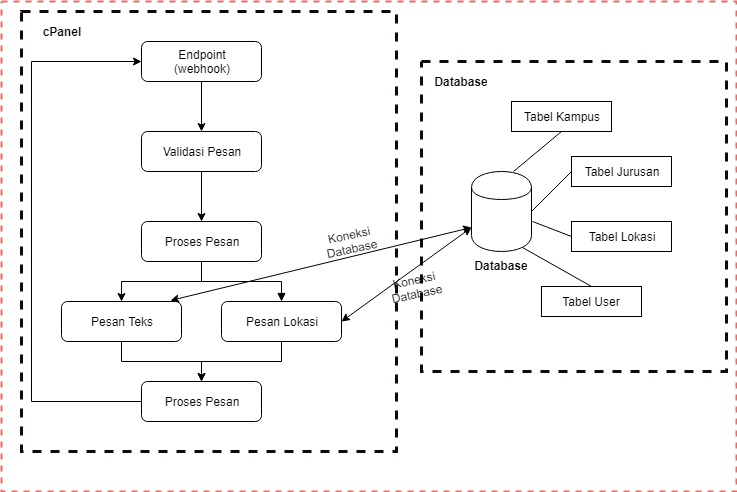 cPanel
Endpoint
(webhook)
Validasi Pesan
Proses Pesan
Koneksi
Database
Pesan Teks
Pesan Lokasi
Koneksi
Database
Proses Pesan
Database
Tabel Kampus
Tabel Jurusan
Tabel Lokasi
Database
Tabel User